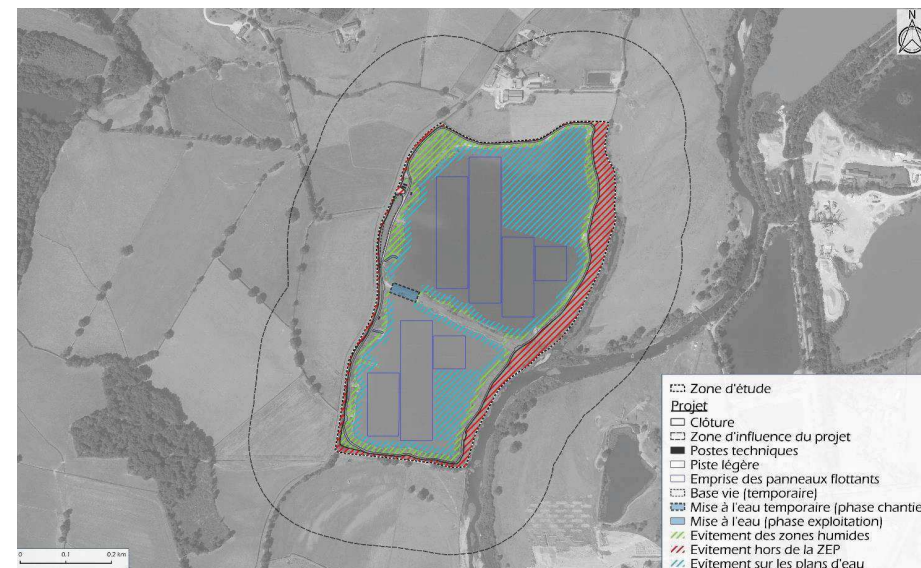 N
Zone d'étude
Projet
Clôture
Zone d'influence du projet
Postes techniques
Piste légère
Emprise des panneaux flottants
Base vie (temporaire)
Mise à l'eau temporaire (phase chantie
Mise à l'eau (phase exploitation)
Evitement des zones humides
Evitement hors de la ZEP
Evitement sur les plans d'eau
0 0.1 0.2 km